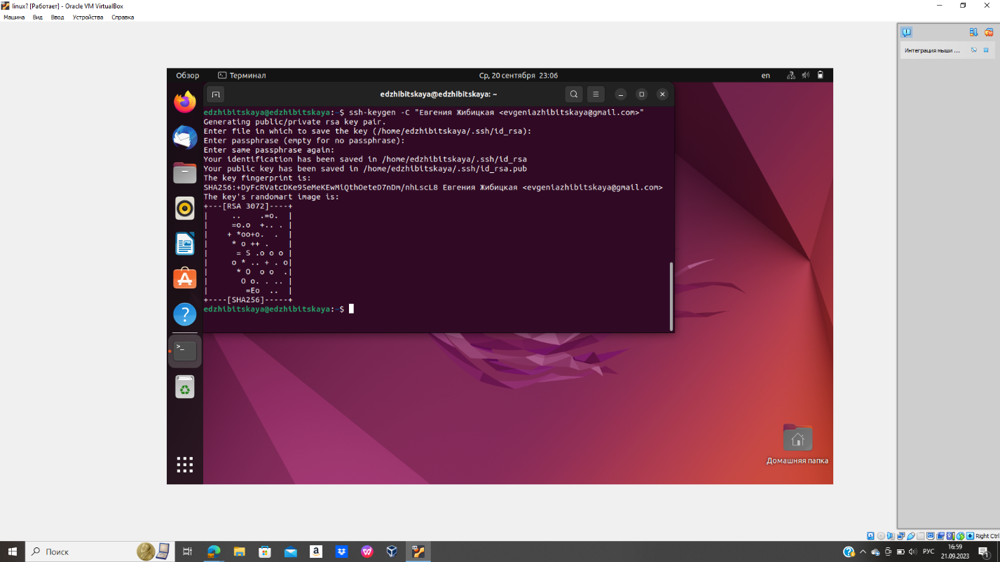 linux? [Работает] - Oracle VM VirtualBox
Машина Вид Ввод Устройства Справка
Интеграция мыши ...
Обзор Терминал Ср, 20 сентября 23:06 en
edzhibitskaya@edzhibitskaya: ~
edzhibitskaya@edzhibitskaya:~$ ssh-keygen -C "Евгения Жибицкая <evgeniazhibitskaya@gmail.com>"
Generating public/private rsa key pair.
Enter file in which to save the key (/home/edzhibitskaya/.ssh/id_rsa):
Enter passphrase (empty for no passphrase):
Enter same passphrase again:
Your identification has been saved in /home/edzhibitskaya/.ssh/id_rsa
Your public key has been saved in /home/edzhibitskaya/.ssh/id_rsa.pub
The key fingerprint is:
SHA256:+DyFcRVatcDKe95eMeKEwMiQthOeteD7nDm/nhLscL8 Евгения Жибицкая <evgeniazhibitskaya@gmail.com>
The key's randomart image is:
+---[RSA 3072]----+
|     ..    .=o.  |
|     =o.o  +.. . |
|    + *oo+o.  .  |
|     * o ++ .    |
|      = S .o o o |
|     o * .. + . o|
|      * O  o o  .|
|       O o. . .. |
|        =Eo  ..  |
+----[SHA256]-----+
edzhibitskaya@edzhibitskaya:~$
Домашняя папка
Right Ctrl
Поиск
РУС
16:59
21.09.2023
1